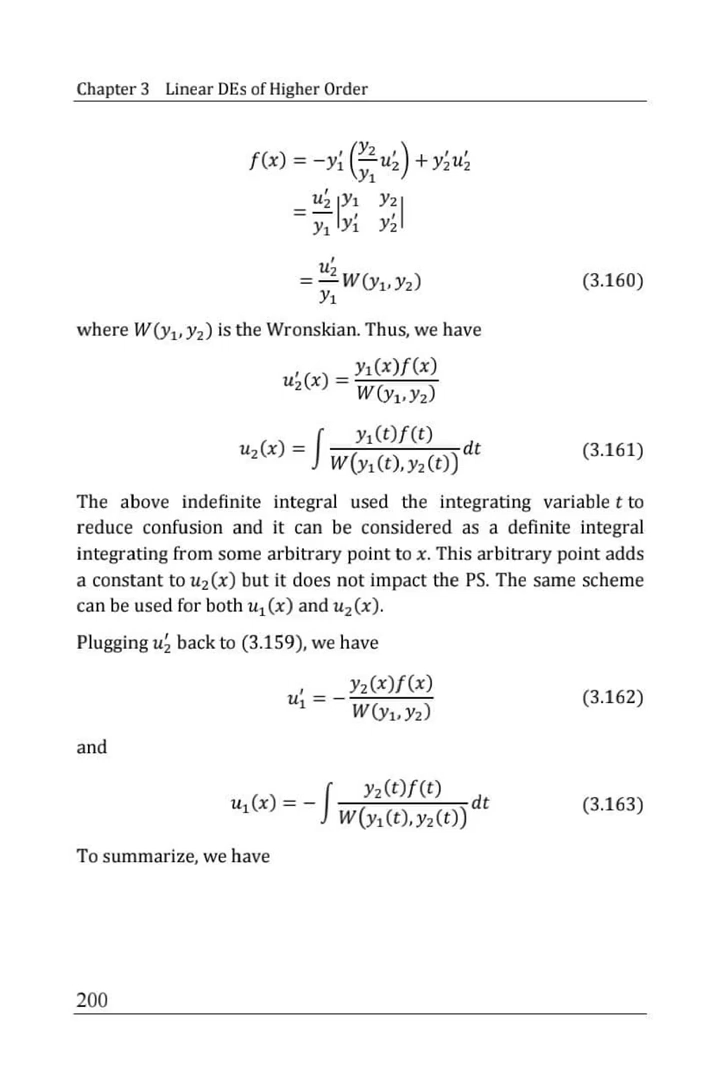 Chapter 3 Linear DEs of Higher Order
f(x) = −y₁′ (y₂/y₁ u₂′) + y₂′u₂′
= u₂′/y₁ |y₁ y₂|
|y₁′ y₂′|
= u₂′/y₁ W(y₁, y₂) (3.160)
where W(y₁, y₂) is the Wronskian. Thus, we have
u₂′(x) = y₁(x)f(x) / W(y₁, y₂)
u₂(x) = ∫ y₁(t)f(t) / W(y₁(t), y₂(t)) dt (3.161)
The above indefinite integral used the integrating variable t to
reduce confusion and it can be considered as a definite integral
integrating from some arbitrary point to x. This arbitrary point adds
a constant to u₂(x) but it does not impact the PS. The same scheme
can be used for both u₁(x) and u₂(x).
Plugging u₂′ back to (3.159), we have
u₁′ = − y₂(x)f(x) / W(y₁, y₂) (3.162)
and
u₁(x) = − ∫ y₂(t)f(t) / W(y₁(t), y₂(t)) dt (3.163)
To summarize, we have
200